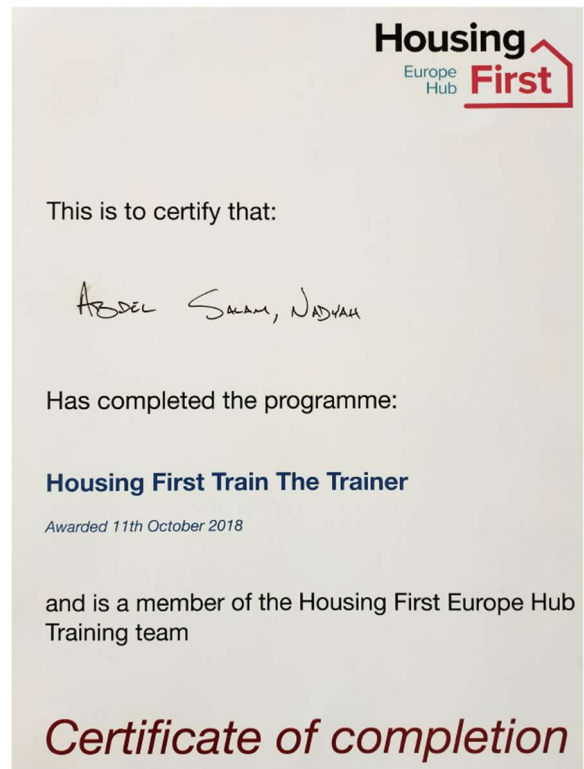 Housing
Europe
Hub
First
This is to certify that:
ABDEL SALAM, NADYAH
Has completed the programme:
Housing First Train The Trainer
Awarded 11th October 2018
and is a member of the Housing First Europe Hub
Training team
Certificate of completion